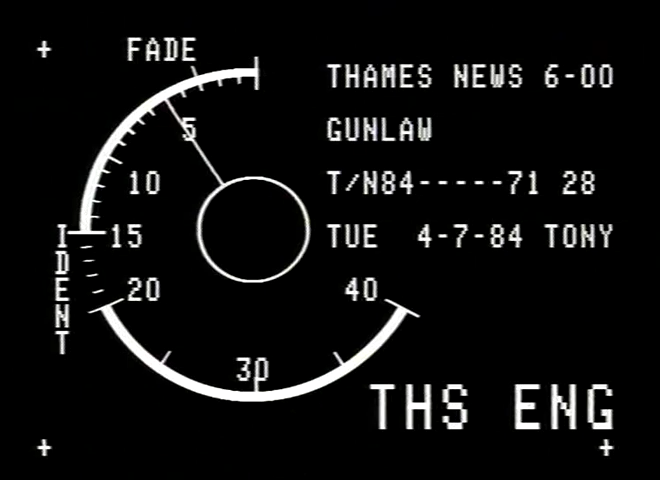 FADE
THAMES NEWS 6-00
5
GUNLAW
10
T/N84-----71 28
IDENT
15
TUE 4-7-84 TONY
20
40
30
THS ENG